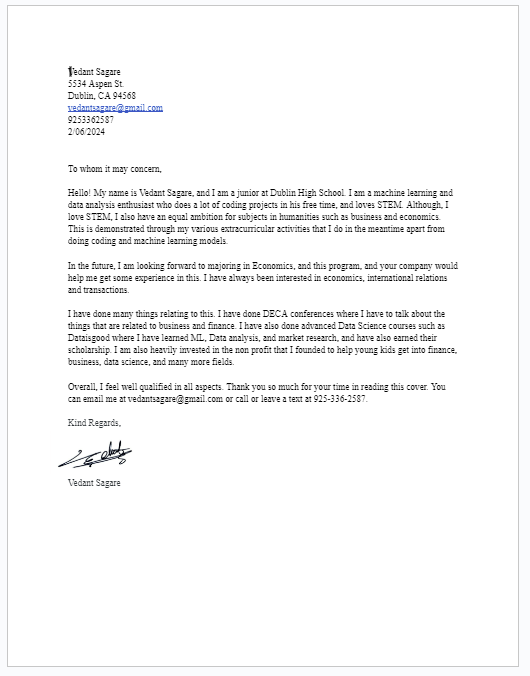 Vedant Sagare
5534 Aspen St.
Dublin, CA 94568
vedantsagare@gmail.com
9253362587
2/06/2024
To whom it may concern,
Hello! My name is Vedant Sagare, and I am a junior at Dublin High School. I am a machine learning and
data analysis enthusiast who does a lot of coding projects in his free time, and loves STEM. Although, I
love STEM, I also have an equal ambition for subjects in humanities such as business and economics.
This is demonstrated through my various extracurricular activities that I do in the meantime apart from
doing coding and machine learning models.
In the future, I am looking forward to majoring in Economics, and this program, and your company would
help me get some experience in this. I have always been interested in economics, international relations
and transactions.
I have done many things relating to this. I have done DECA conferences where I have to talk about the
things that are related to business and finance. I have also done advanced Data Science courses such as
Dataisgood where I have learned ML, Data analysis, and market research, and have also earned their
scholarship. I am also heavily invested in the non profit that I founded to help young kids get into finance,
business, data science, and many more fields.
Overall, I feel well qualified in all aspects. Thank you so much for your time in reading this cover. You
can email me at vedantsagare@gmail.com or call or leave a text at 925-336-2587.
Kind Regards,
Vedant Sagare